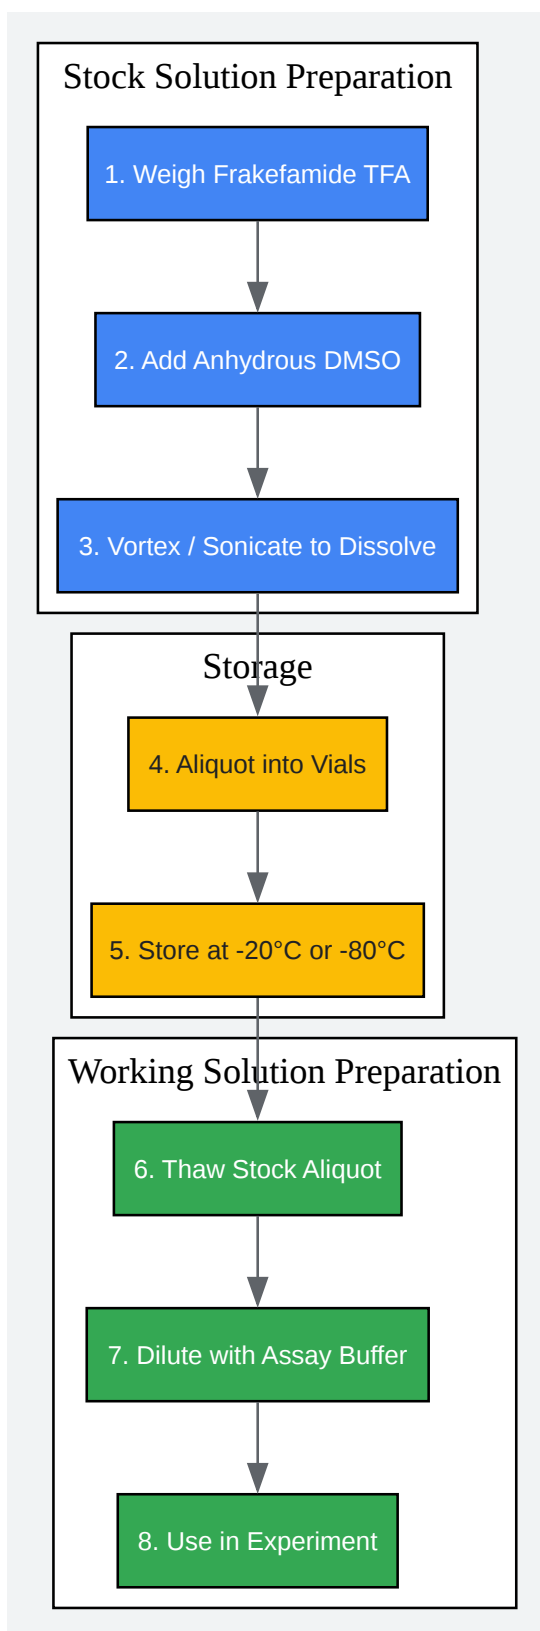 Stock Solution Preparation
1. Weigh Frakefamide TFA
2. Add Anhydrous DMSO
3. Vortex / Sonicate to Dissolve
Storage
4. Aliquot into Vials
5. Store at -20°C or -80°C
Working Solution Preparation
6. Thaw Stock Aliquot
7. Dilute with Assay Buffer
8. Use in Experiment